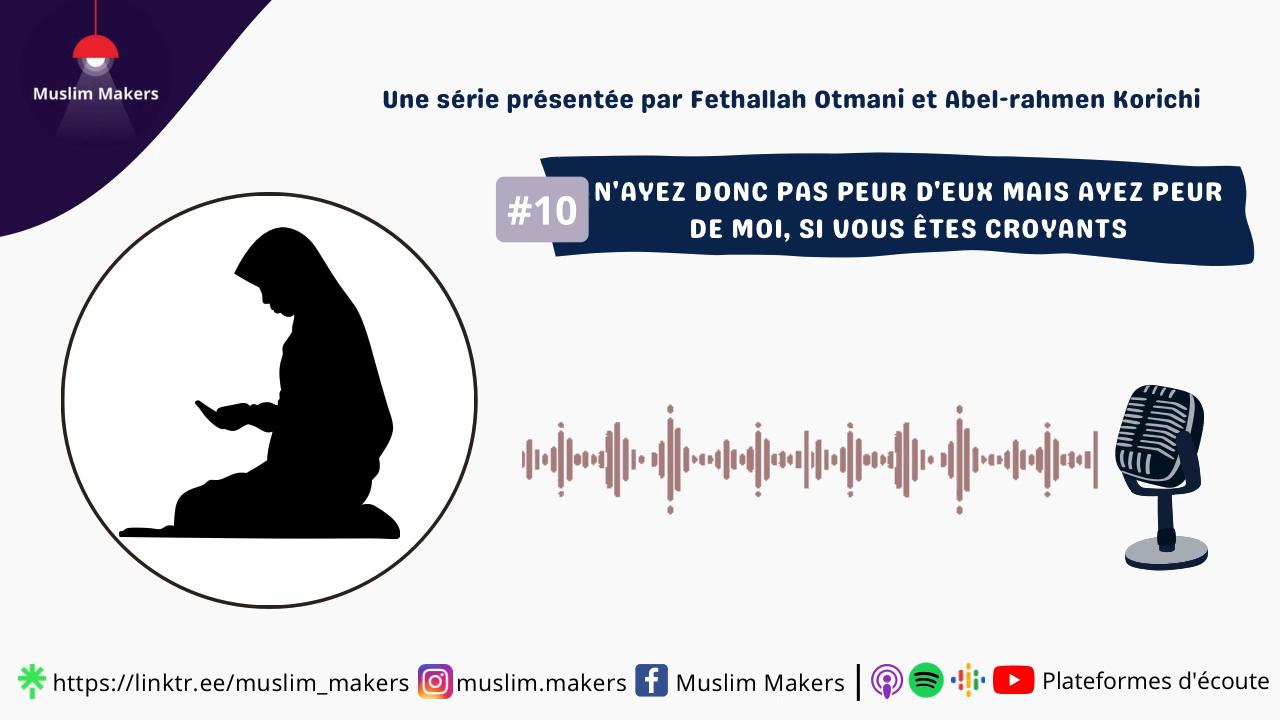 Muslim Makers
Une série présentée par Fethallah Otmani et Abel-rahmen Korichi
#10
N'AYEZ DONC PAS PEUR D'EUX MAIS AYEZ PEUR
DE MOI, SI VOUS ÊTES CROYANTS
https://linktr.ee/muslim_makers muslim.makers Muslim Makers | Plateformes d'écoute